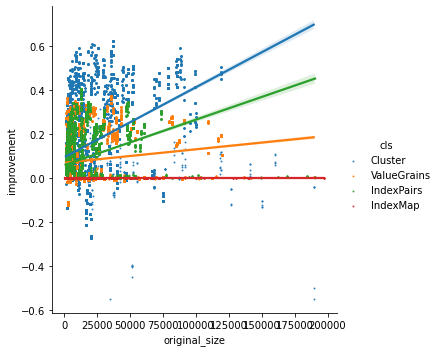 0.6
0.4
0.2
0.0
−0.2
−0.4
−0.6
improvement
0 25000 50000 75000 100000 125000 150000 175000 200000
original_size
cls
Cluster
ValueGrains
IndexPairs
IndexMap